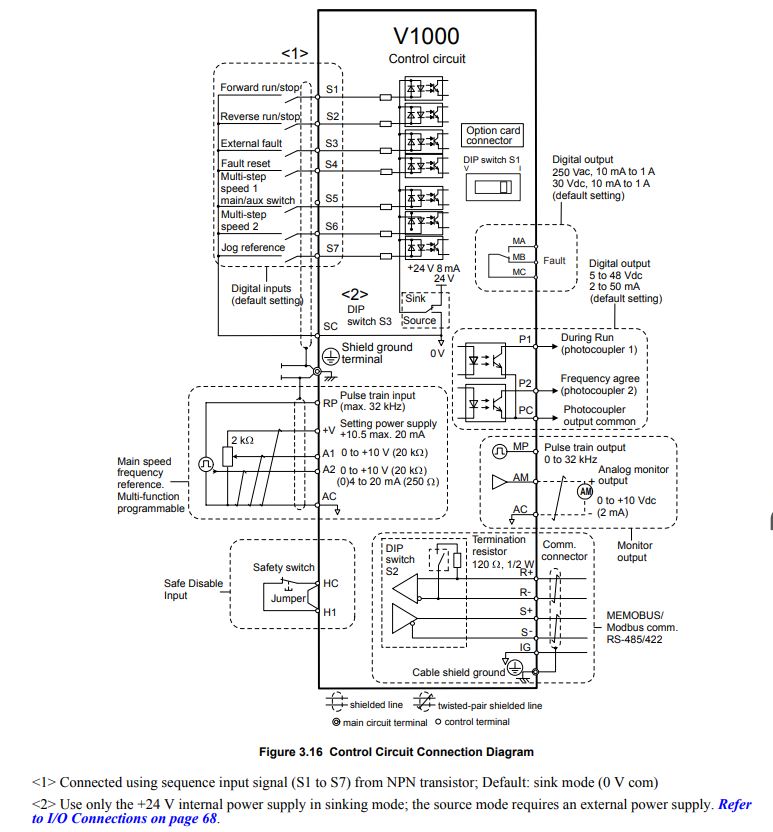 V1000
Control circuit
<1>
Forward run/stop
S1
Reverse run/stop
S2
External fault
S3
Fault reset
S4
Multi-step
speed 1
main/aux switch
S5
Multi-step
speed 2
S6
Jog reference
S7
Digital inputs
(default setting)
Option card
connector
DIP switch S1
V
I
Digital output
250 Vac, 10 mA to 1 A
30 Vdc, 10 mA to 1 A
(default setting)
MA
MB
MC
Fault
+24 V 8 mA
24 V
<2>
DIP
switch S3
Sink
Source
SC
0 V
Digital output
5 to 48 Vdc
2 to 50 mA
(default setting)
Shield ground
terminal
P1
During Run
(photocoupler 1)
P2
Frequency agree
(photocoupler 2)
PC
Photocoupler
output common
RP
Pulse train input
(max. 32 kHz)
+V
Setting power supply
+10.5 max. 20 mA
2 kΩ
A1
0 to +10 V (20 kΩ)
A2
0 to +10 V (20 kΩ)
(0)4 to 20 mA (250 Ω)
AC
Main speed
frequency
reference.
Multi-function
programmable
MP
Pulse train output
0 to 32 kHz
AM
Analog monitor
+ output
AM
0 to +10 Vdc
(2 mA)
AC
-
Monitor
output
Safety switch
Safe Disable
Input
Jumper
HC
H1
DIP
switch
S2
Termination
resistor
120 Ω, 1/2 W
Comm.
connector
R+
R-
S+
S-
IG
MEMOBUS/
Modbus comm.
RS-485/422
Cable shield ground
shielded line
twisted-pair shielded line
main circuit terminal
control terminal
Figure 3.16 Control Circuit Connection Diagram
<1> Connected using sequence input signal (S1 to S7) from NPN transistor; Default: sink mode (0 V com)
<2> Use only the +24 V internal power supply in sinking mode; the source mode requires an external power supply. Refer
to I/O Connections on page 68.